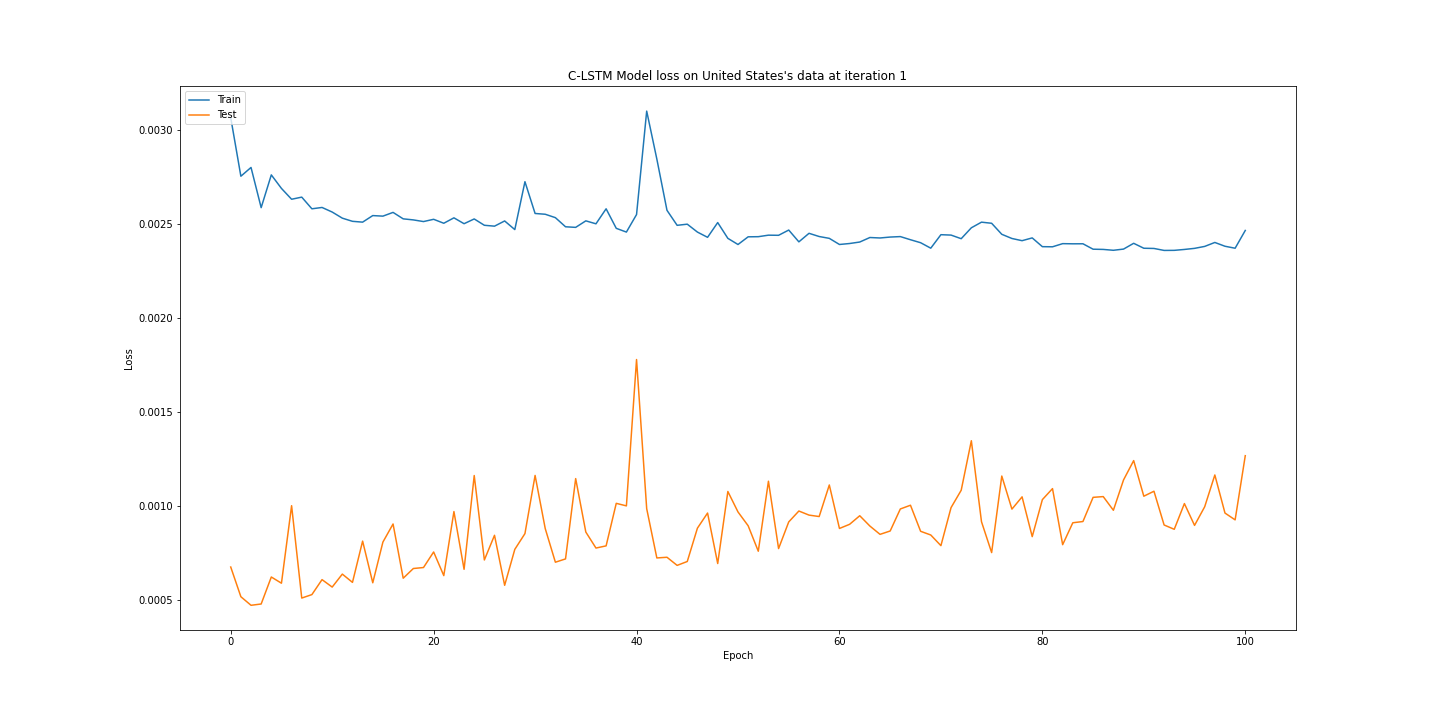 C-LSTM Model loss on United States's data at iteration 1
Train
Test
0.0030
0.0025
0.0020
0.0015
0.0010
0.0005
Loss
0 20 40 60 80 100
Epoch